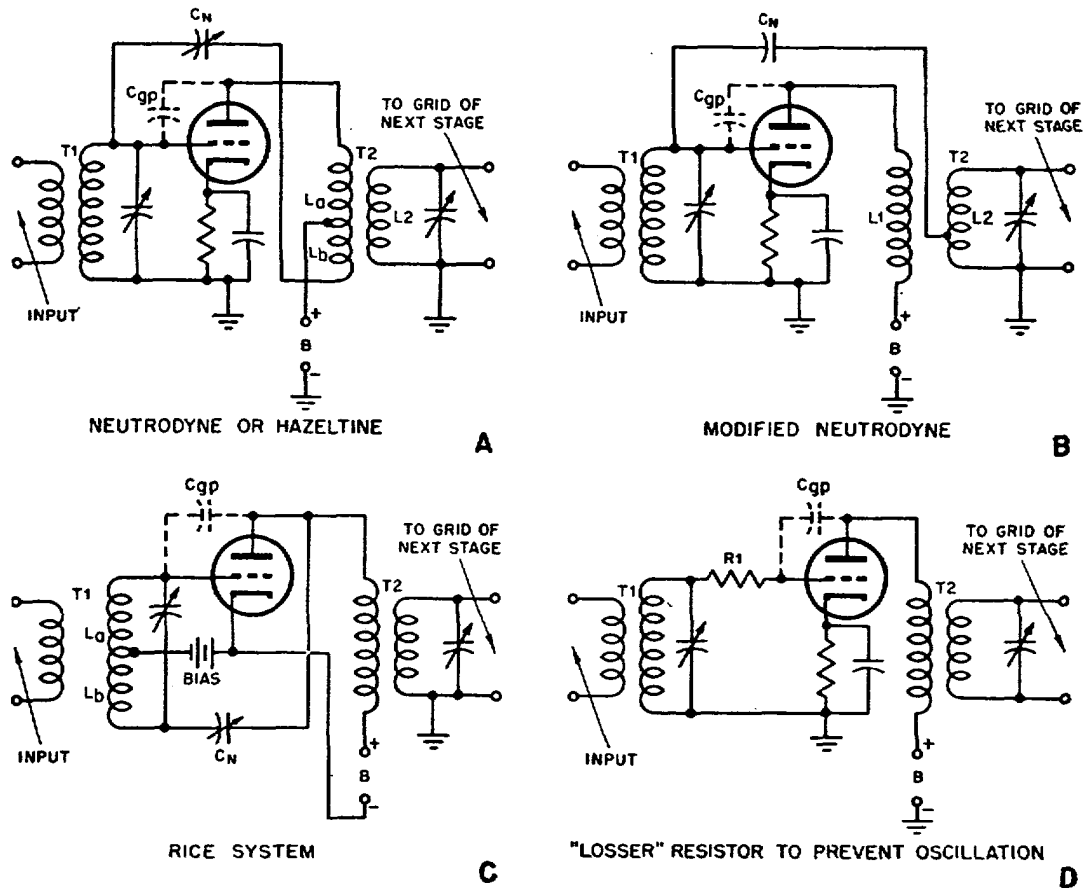 CN
Cgp
TO GRID OF
NEXT STAGE
T1
T2
La
L2
Lb
INPUT
+
B
-
NEUTRODYNE OR HAZELTINE
A
CN
Cgp
TO GRID OF
NEXT STAGE
T1
T2
L1
L2
INPUT
+
B
-
MODIFIED NEUTRODYNE
B
Cgp
TO GRID OF
NEXT STAGE
T1
T2
La
BIAS
Lb
CN
INPUT
+
B
-
RICE SYSTEM
C
Cgp
TO GRID OF
NEXT STAGE
R1
T1
T2
INPUT
+
B
-
"LOSSER" RESISTOR TO PREVENT OSCILLATION
D